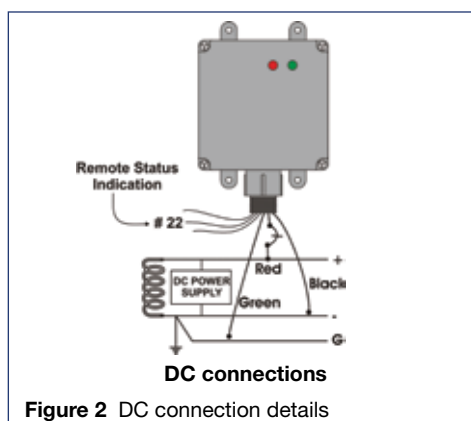 Remote Status
Indication
# 22
+
Red
Black
DC POWER
SUPPLY
Green
-
G
DC connections
Figure 2 DC connection details